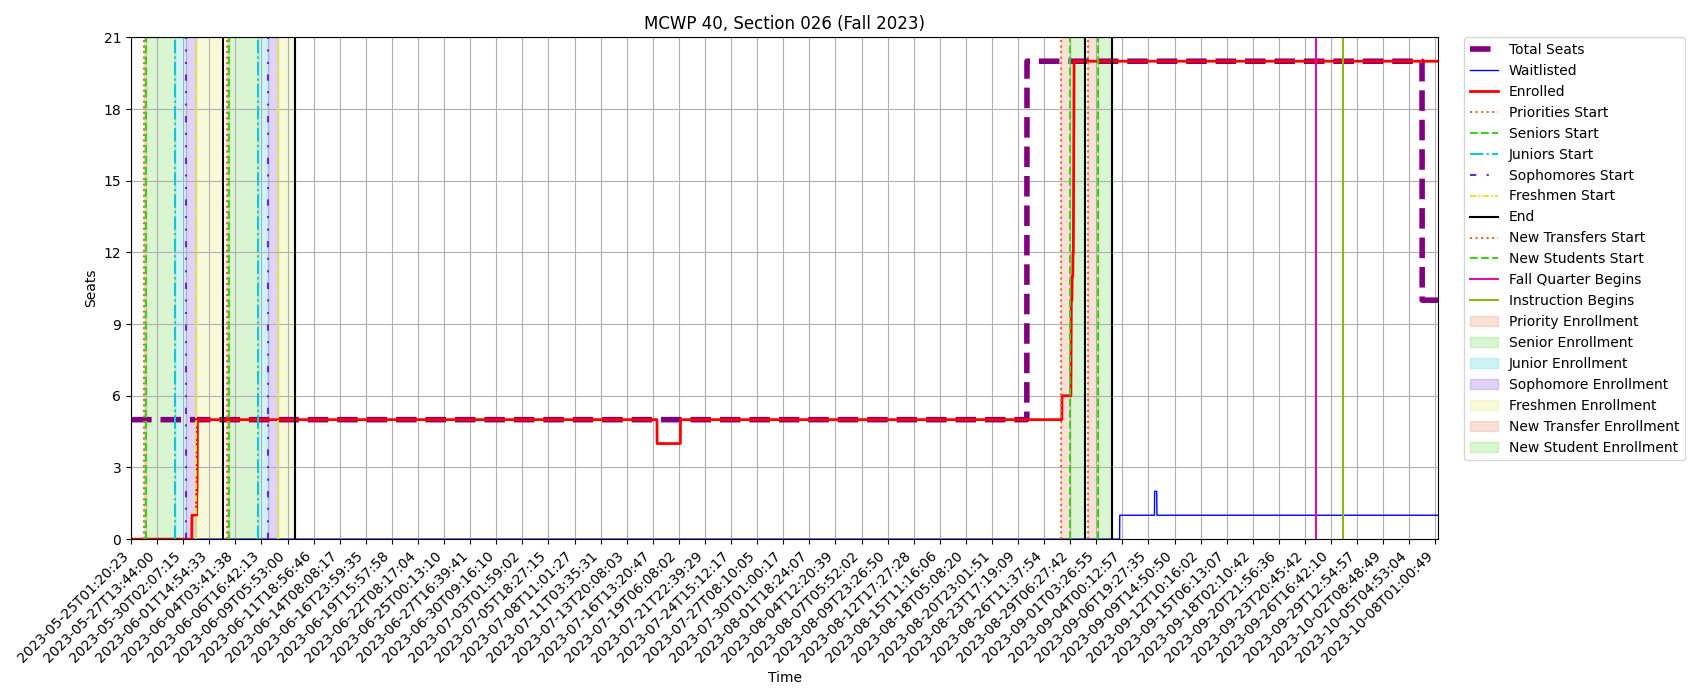 MCWP 40, Section 026 (Fall 2023)
Seats
21
18
15
12
9
6
3
0
2023-05-25T01:20:23
2023-05-27T13:44:00
2023-05-30T02:07:15
2023-06-01T14:54:33
2023-06-04T03:41:38
2023-06-06T16:42:13
2023-06-09T05:53:00
2023-06-11T18:56:46
2023-06-14T08:08:17
2023-06-16T23:59:35
2023-06-19T15:57:58
2023-06-22T08:17:04
2023-06-25T00:13:10
2023-06-27T16:39:41
2023-06-30T09:16:10
2023-07-03T01:59:02
2023-07-05T18:27:15
2023-07-08T11:01:27
2023-07-11T03:35:31
2023-07-13T20:08:03
2023-07-16T13:20:47
2023-07-19T06:08:02
2023-07-21T22:39:29
2023-07-24T15:12:17
2023-07-27T08:10:05
2023-07-30T01:00:17
2023-08-01T18:24:07
2023-08-04T12:20:39
2023-08-07T05:52:02
2023-08-09T23:26:50
2023-08-12T17:27:28
2023-08-15T11:16:06
2023-08-18T05:08:20
2023-08-20T23:01:51
2023-08-23T17:19:09
2023-08-26T11:37:54
2023-08-29T06:27:42
2023-09-01T03:26:55
2023-09-04T00:12:57
2023-09-06T19:27:35
2023-09-09T14:50:50
2023-09-12T10:16:02
2023-09-15T06:13:07
2023-09-18T02:10:42
2023-09-20T21:56:36
2023-09-23T20:45:42
2023-09-26T16:42:10
2023-09-29T12:54:57
2023-10-02T08:48:49
2023-10-05T04:53:04
2023-10-08T01:00:49
Time
Total Seats
Waitlisted
Enrolled
Priorities Start
Seniors Start
Juniors Start
Sophomores Start
Freshmen Start
End
New Transfers Start
New Students Start
Fall Quarter Begins
Instruction Begins
Priority Enrollment
Senior Enrollment
Junior Enrollment
Sophomore Enrollment
Freshmen Enrollment
New Transfer Enrollment
New Student Enrollment